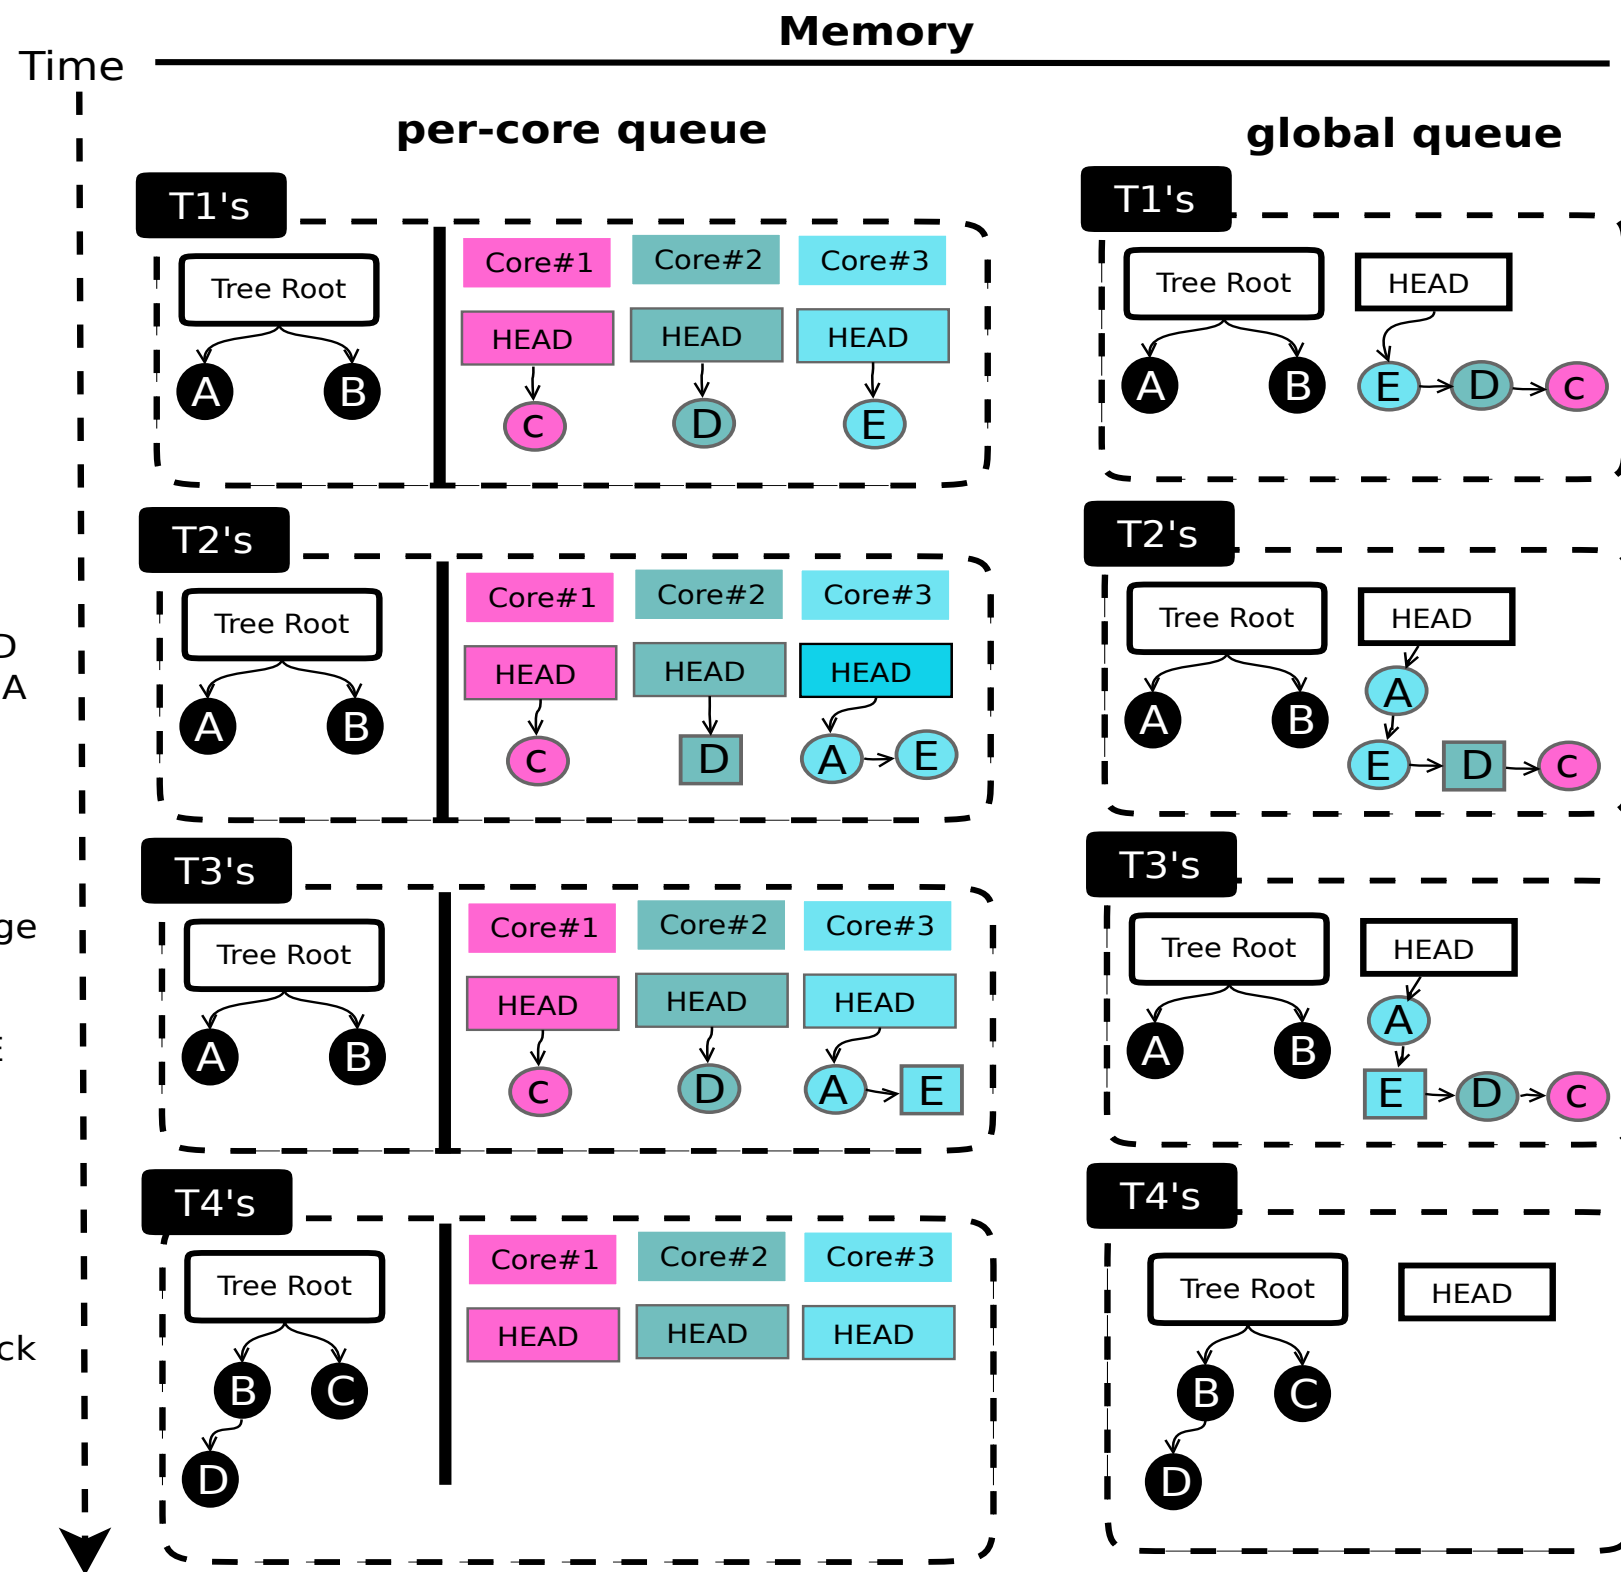 Memory
Time
per-core queue
global queue
T1's
Core#1 Core#2 Core#3
Tree Root
HEAD HEAD HEAD
A B
c D E
T1's
Tree Root HEAD
A B E D c
T2's
Core#1 Core#2 Core#3
Tree Root
HEAD HEAD HEAD
A B
c D A E
T2's
Tree Root HEAD
A
A B
E D c
D
A
T3's
Core#1 Core#2 Core#3
Tree Root
HEAD HEAD HEAD
A B
c D A E
T3's
Tree Root HEAD
A
A B
E D c
ge
E
T4's
Core#1 Core#2 Core#3
Tree Root
HEAD HEAD HEAD
B C
D
T4's
Tree Root HEAD
B C
D
ck